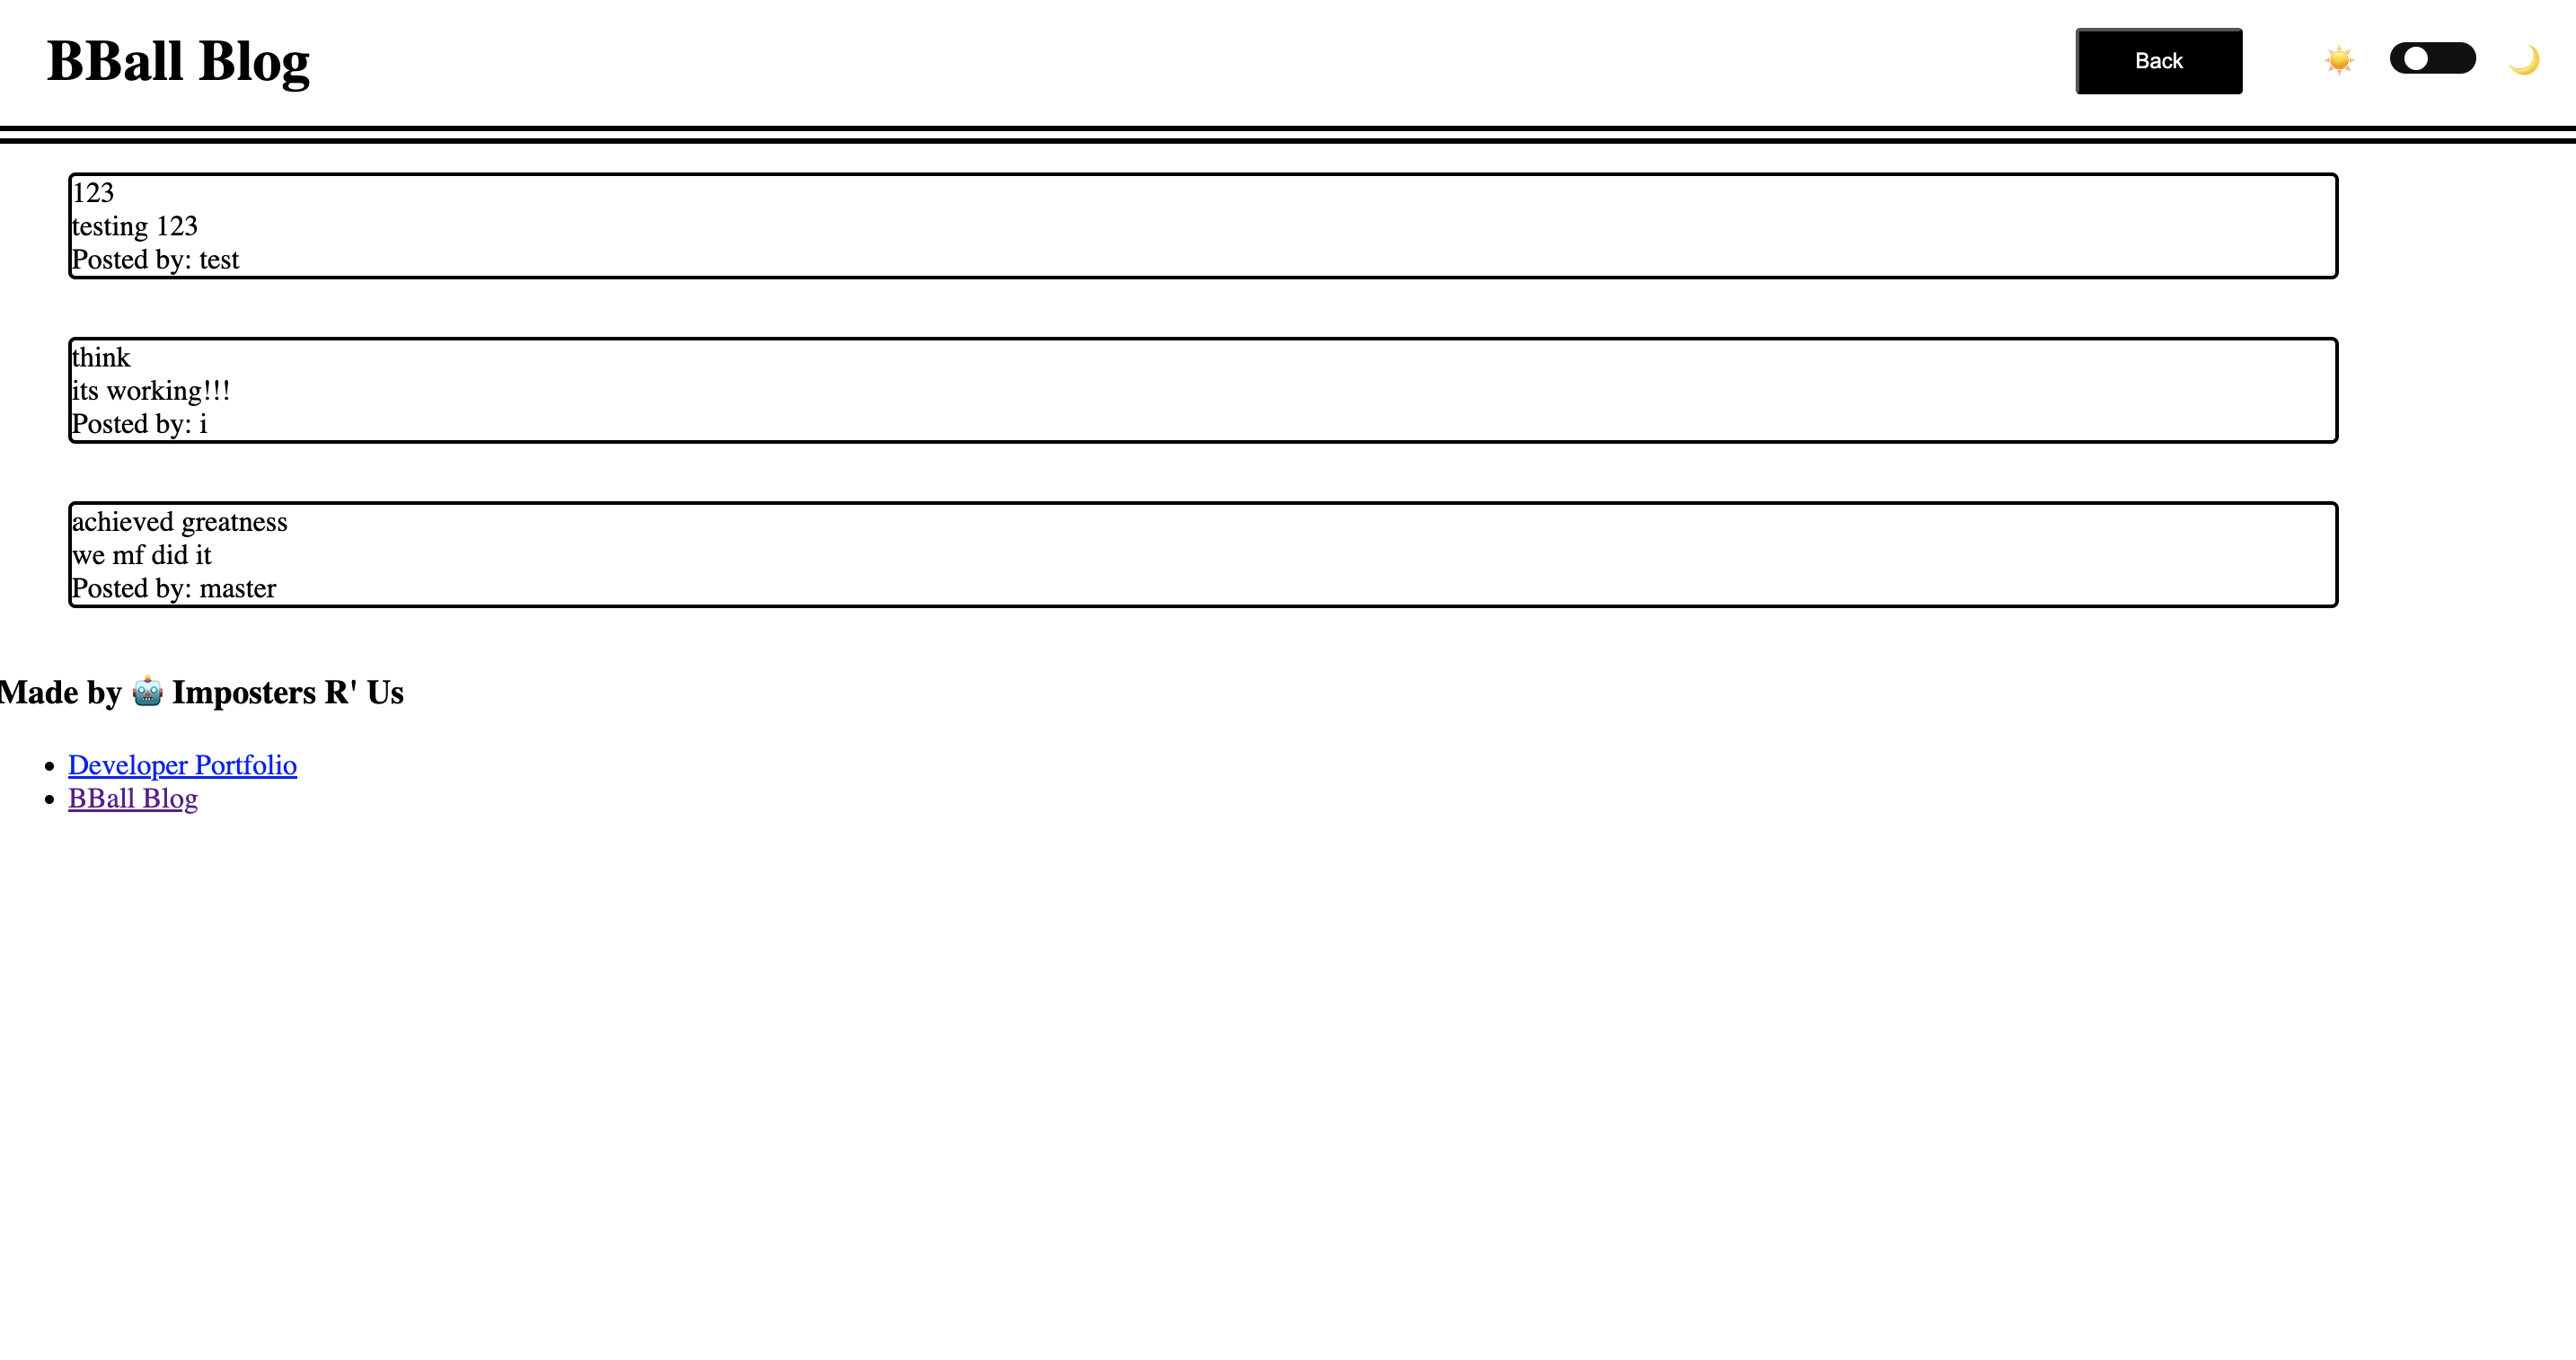 BBall Blog
Back
☀️
🌙
123
testing 123
Posted by: test
think
its working!!!
Posted by: i
achieved greatness
we mf did it
Posted by: master
Made by 🤖 Imposters R' Us
Developer Portfolio
BBall Blog